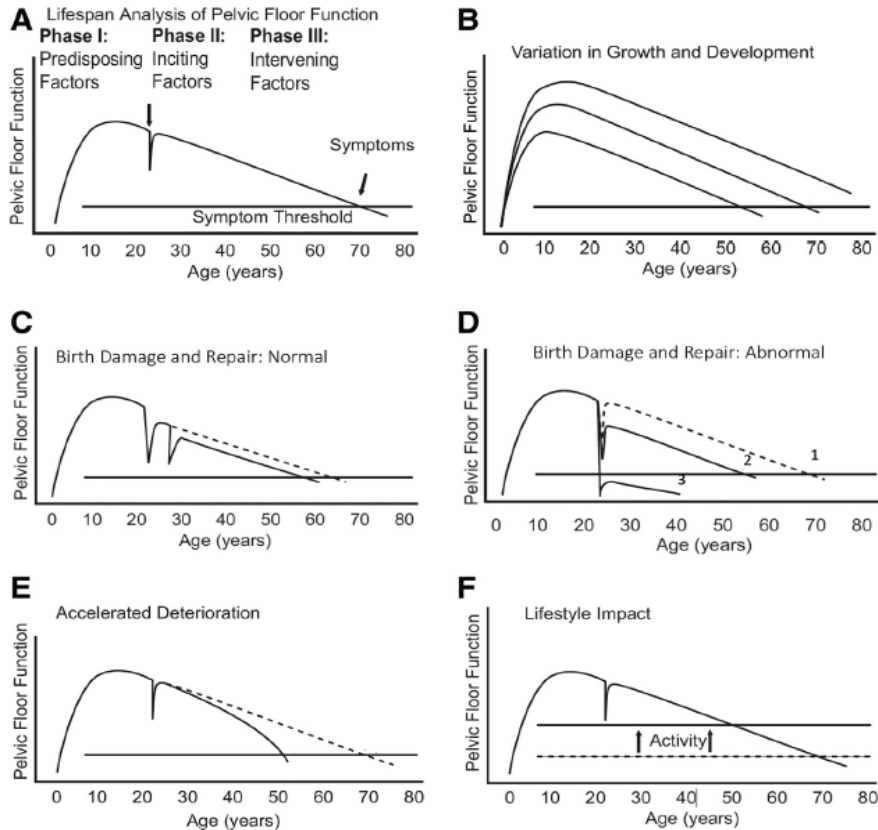 A
Lifespan Analysis of Pelvic Floor Function
Phase I:
Predisposing
Factors
Phase II:
Inciting
Factors
Phase III:
Intervening
Factors
Symptoms
Symptom Threshold
Pelvic Floor Function
0 10 20 30 40 50 60 70 80
Age (years)
B
Variation in Growth and Development
Pelvic Floor Function
0 10 20 30 40 50 60 70 80
Age (years)
C
Birth Damage and Repair: Normal
Pelvic Floor Function
0 10 20 30 40 50 60 70 80
Age (years)
D
Birth Damage and Repair: Abnormal
1
2
3
Pelvic Floor Function
0 10 20 30 40 50 60 70 80
Age (years)
E
Accelerated Deterioration
Pelvic Floor Function
0 10 20 30 40 50 60 70 80
Age (years)
F
Lifestyle Impact
Activity
Pelvic Floor Function
0 10 20 30 40 50 60 70 80
Age (years)